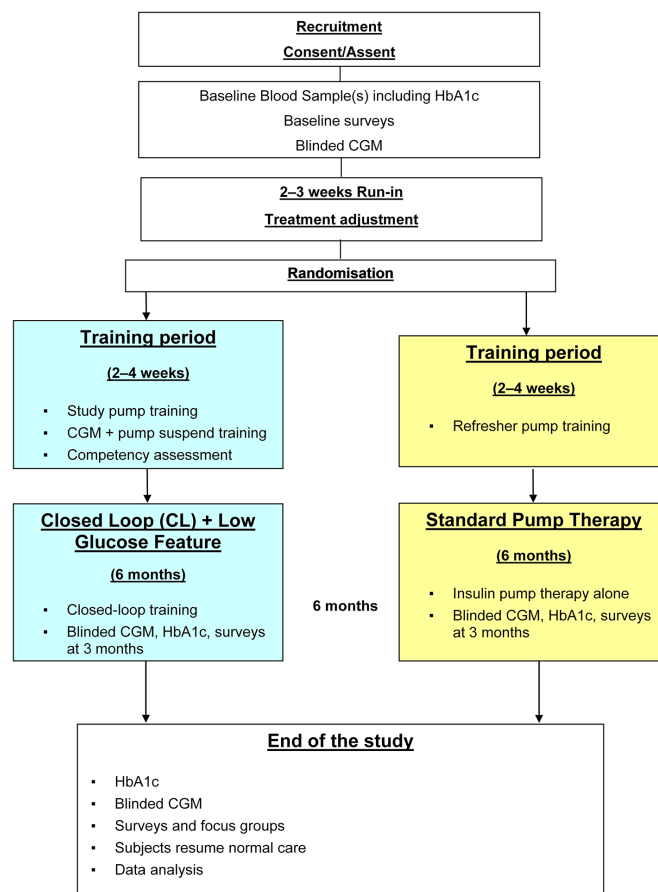 Recruitment
Consent/Assent
Baseline Blood Sample(s) including HbA1c
Baseline surveys
Blinded CGM
2–3 weeks Run-in
Treatment adjustment
Randomisation
Training period
(2–4 weeks)
▪ Study pump training
▪ CGM + pump suspend training
▪ Competency assessment
Training period
(2–4 weeks)
▪ Refresher pump training
Closed Loop (CL) + Low
Glucose Feature
(6 months)
▪ Closed-loop training
▪ Blinded CGM, HbA1c, surveys
at 3 months
6 months
Standard Pump Therapy
(6 months)
▪ Insulin pump therapy alone
▪ Blinded CGM, HbA1c, surveys
at 3 months
End of the study
▪ HbA1c
▪ Blinded CGM
▪ Surveys and focus groups
▪ Subjects resume normal care
▪ Data analysis